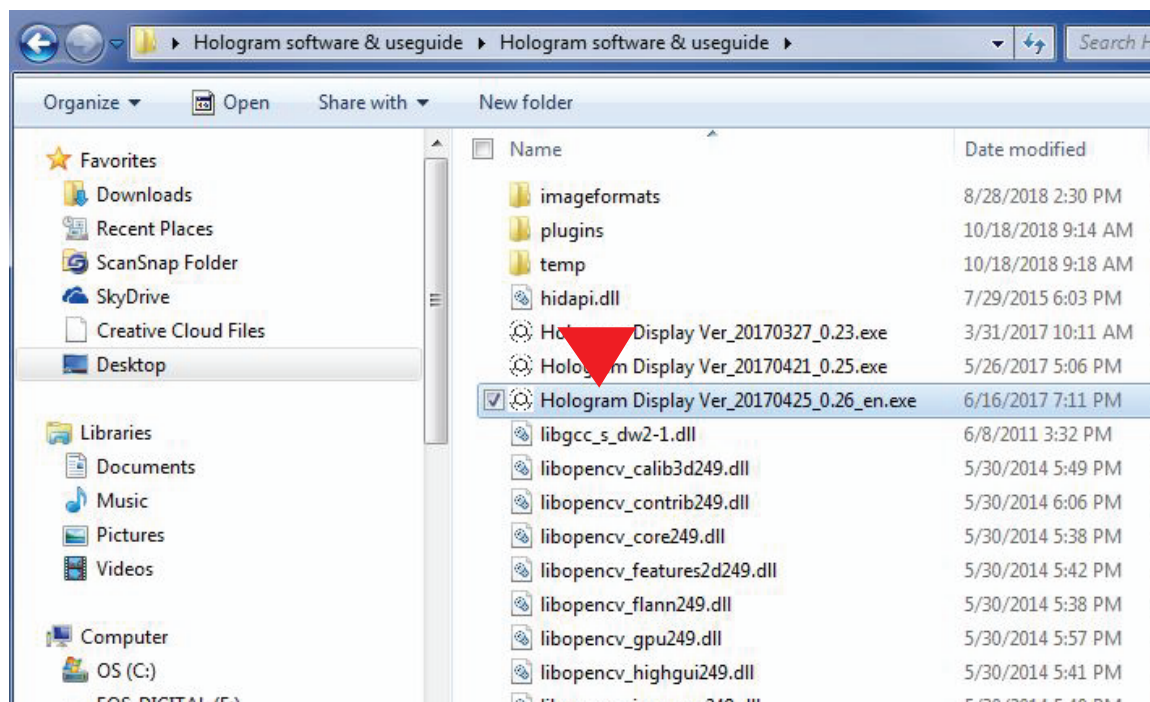 Hologram software & useguide Hologram software & useguide Search H
Organize Open Share with New folder
Favorites
Downloads
Recent Places
ScanSnap Folder
SkyDrive
Creative Cloud Files
Desktop
Libraries
Documents
Music
Pictures
Videos
Computer
OS (C:)
Name Date modified
imageformats 8/28/2018 2:30 PM
plugins 10/18/2018 9:14 AM
temp 10/18/2018 9:18 AM
hidapi.dll 7/29/2015 6:03 PM
Display Ver_20170327_0.23.exe 3/31/2017 10:11 AM
Display Ver_20170421_0.25.exe 5/26/2017 5:06 PM
Hologram Display Ver_20170425_0.26_en.exe 6/16/2017 7:11 PM
libgcc_s_dw2-1.dll 6/8/2011 3:32 PM
libopencv_calib3d249.dll 5/30/2014 5:49 PM
libopencv_contrib249.dll 5/30/2014 6:06 PM
libopencv_core249.dll 5/30/2014 5:38 PM
libopencv_features2d249.dll 5/30/2014 5:42 PM
libopencv_flann249.dll 5/30/2014 5:38 PM
libopencv_gpu249.dll 5/30/2014 5:57 PM
libopencv_highgui249.dll 5/30/2014 5:41 PM